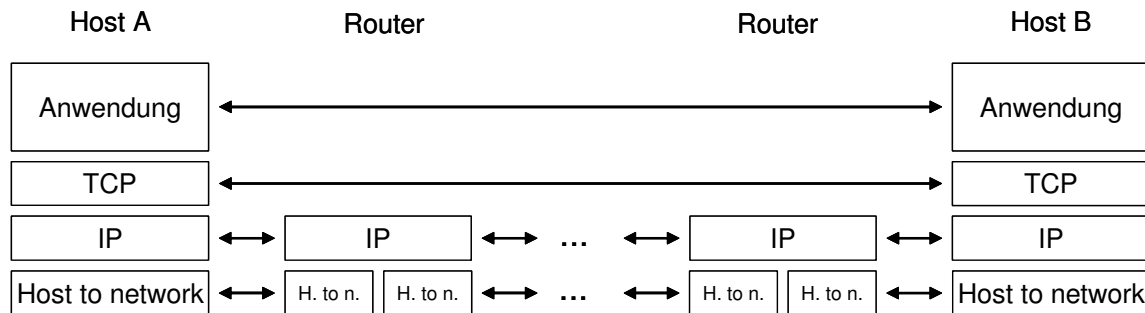 Host A Router Router Host B
Anwendung Anwendung
TCP TCP
IP IP ... IP IP
Host to network H. to n. H. to n. ... H. to n. H. to n. Host to network